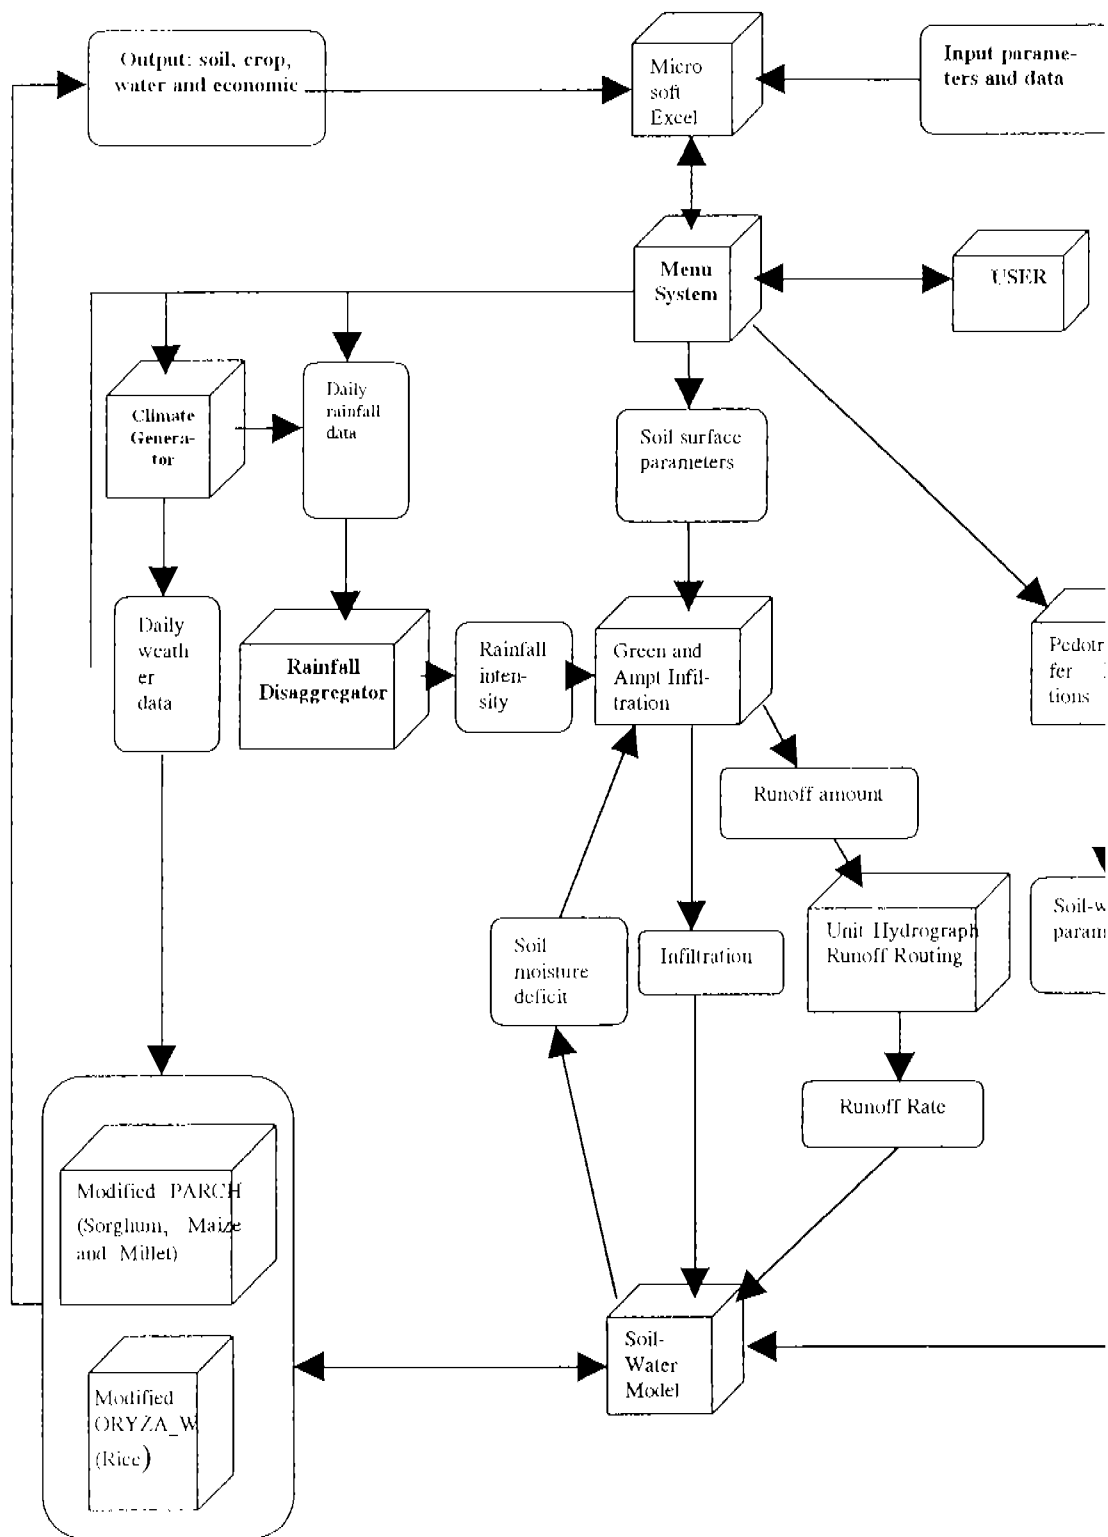 Output: soil, crop,
water and economic
Micro
soft
Excel
Input parame-
ters and data
Menu
System
USER
Climate
Genera-
tor
Daily
rainfall
data
Soil surface
parameters
Daily
weath
er
data
Rainfall
Disaggregator
Rainfall
inten-
sity
Green and
Ampt Infil-
tration
Pedotr
fer
tions
Runoff amount
Soil
moisture
deficit
Infiltration
Unit Hydrograph
Runoff Routing
Soil-w
param
Runoff Rate
Modified PARCH
(Sorghum, Maize
and Millet)
Soil-
Water
Model
Modified
ORYZA_W
(Rice)